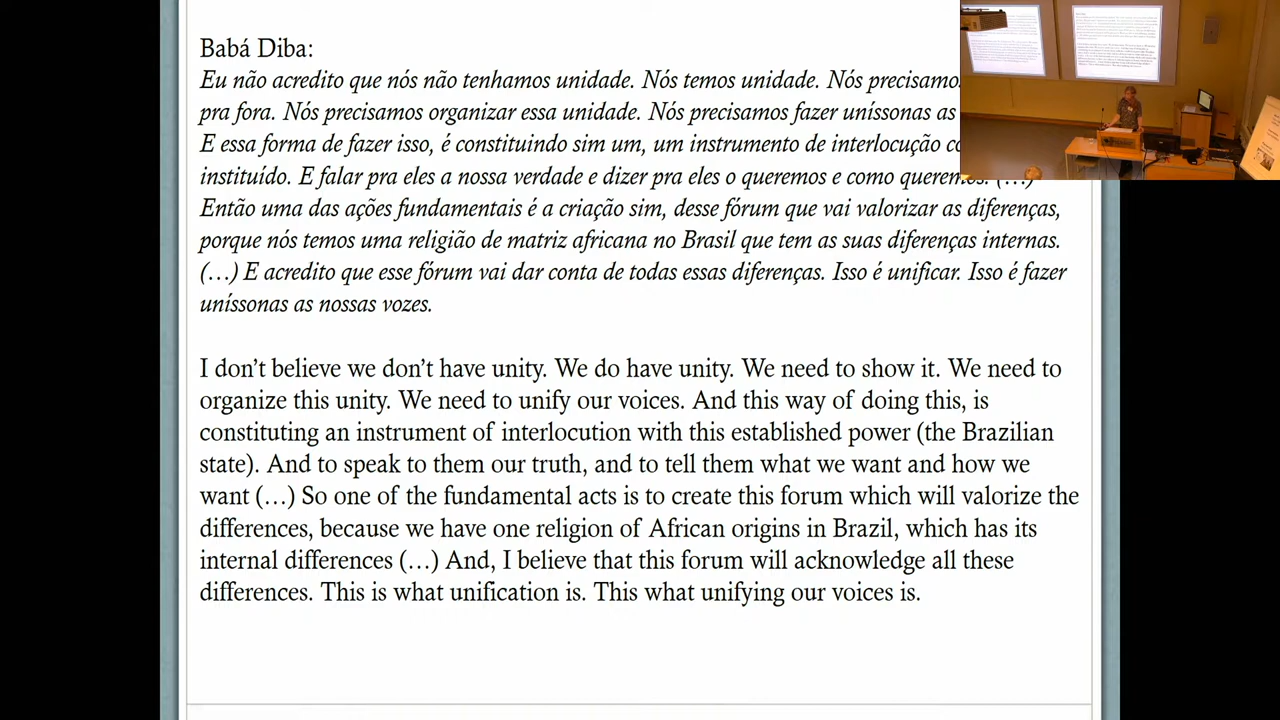 Babá Diba:
Eu não acredito que nós não tenhamos unidade. Nós temos unidade. Nós precisamos
pra fora. Nós precisamos organizar essa unidade. Nós precisamos fazer uníssonas as
E essa forma de fazer isso, é constituindo sim um, um instrumento de interlocução
instituído. E falar pra eles a nossa verdade e dizer pra eles o queremos e como queremos. (…)
Então uma das ações fundamentais é a criação sim, desse fórum que vai valorizar as diferenças,
porque nós temos uma religião de matriz africana no Brasil que tem as suas diferenças internas.
(…) E acredito que esse fórum vai dar conta de todas essas diferenças. Isso é unificar. Isso é fazer
uníssonas as nossas vozes.
I don't believe we don't have unity. We do have unity. We need to show it. We need to
organize this unity. We need to unify our voices. And this way of doing this, is
constituting an instrument of interlocution with this established power (the Brazilian
state). And to speak to them our truth, and to tell them what we want and how we
want (…) So one of the fundamental acts is to create this forum which will valorize the
differences, because we have one religion of African origins in Brazil, which has its
internal differences (…) And, I believe that this forum will acknowledge all these
differences. This is what unification is. This what unifying our voices is.